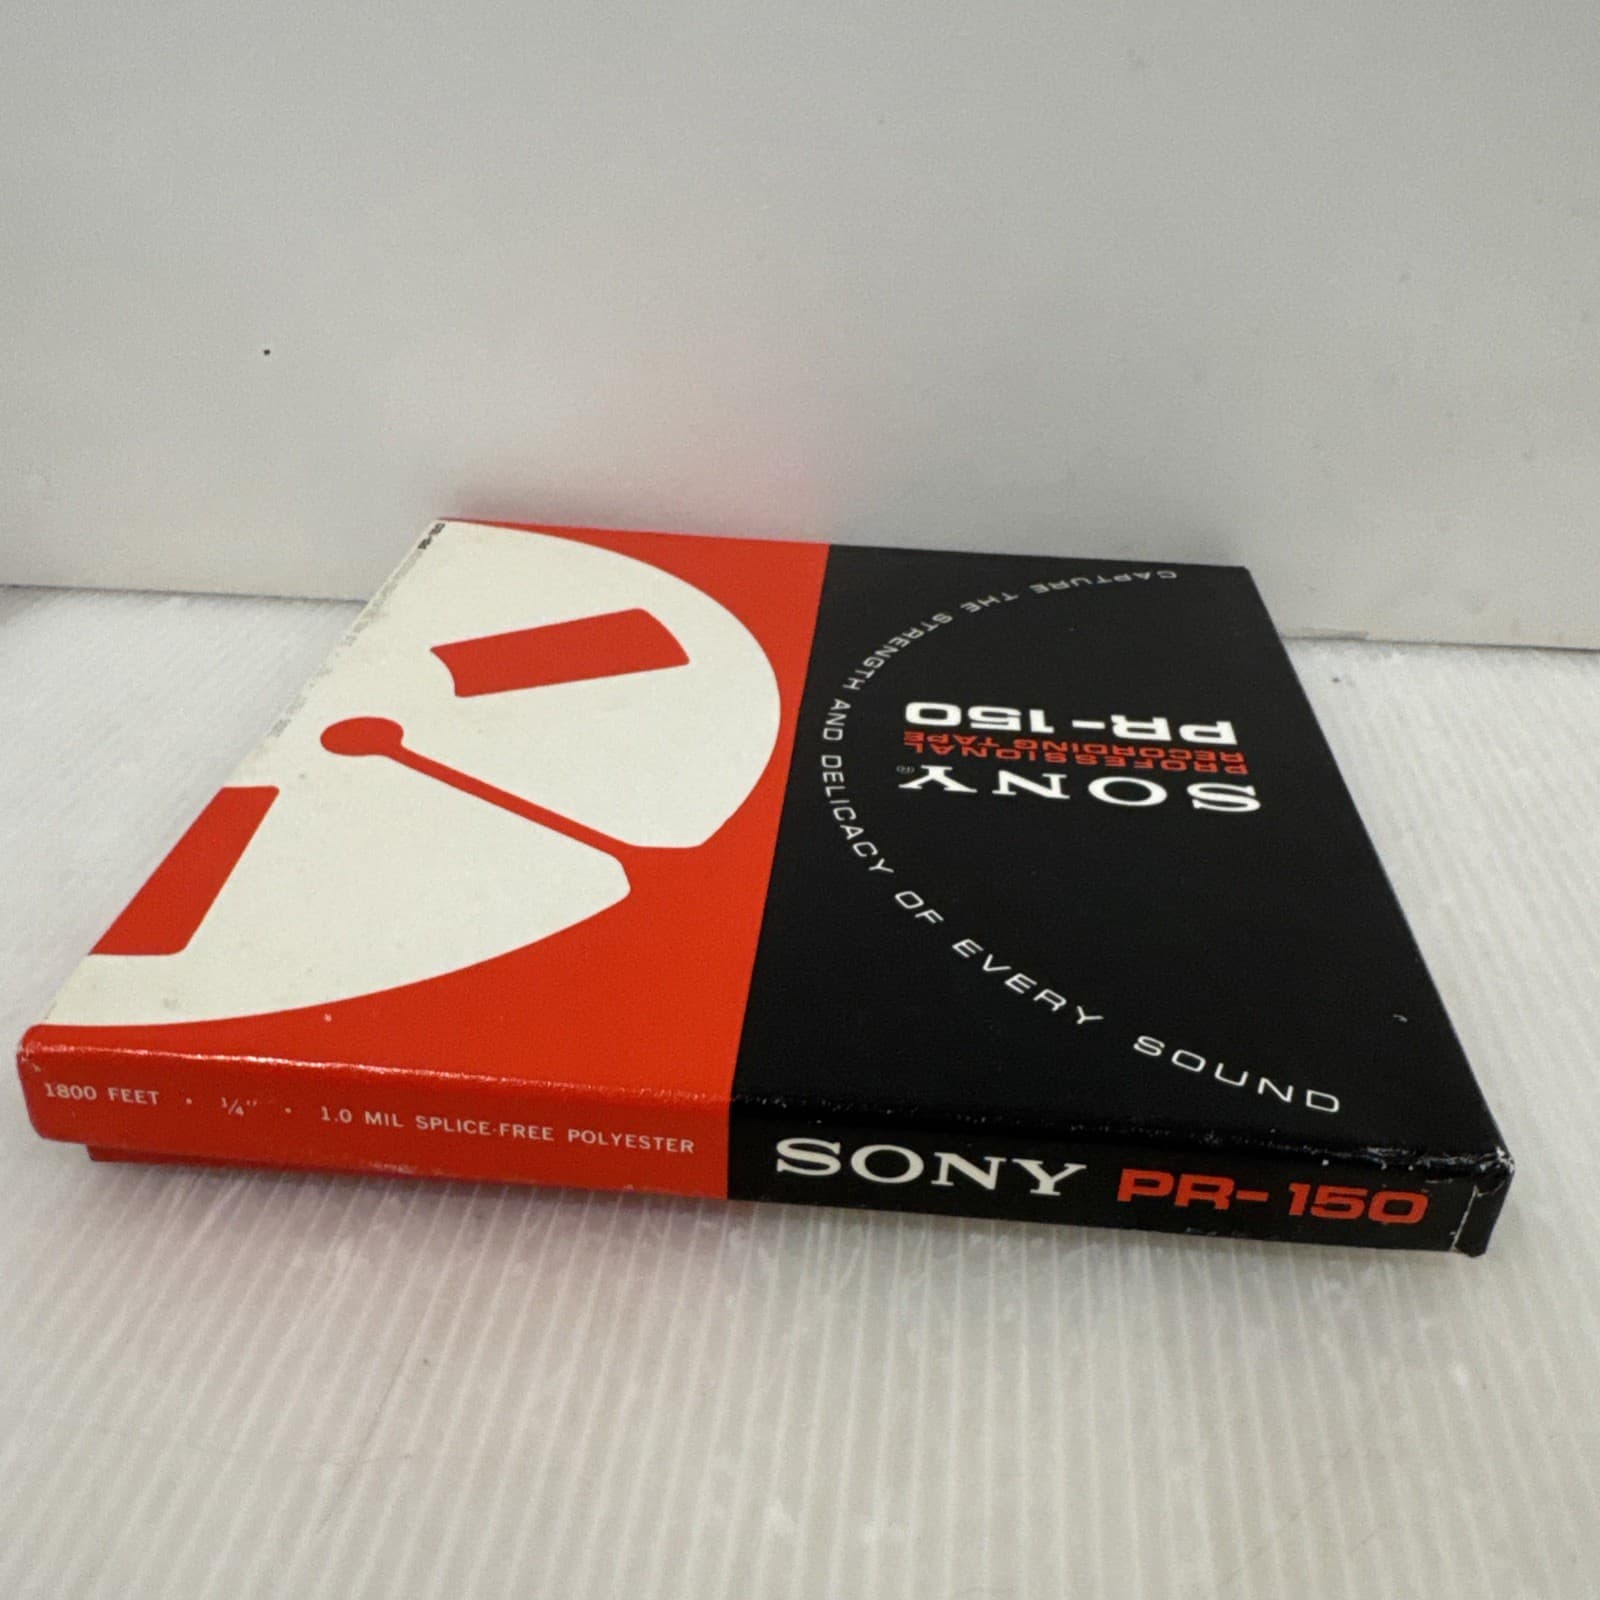 SONY®
PROFESSIONAL
RECORDING TAPE
PR-150
CAPTURE THE STRENGTH AND DELICACY OF EVERY SOUND
1800 FEET • 1/4" • 1.0 MIL SPLICE-FREE POLYESTER
SONY PR-150